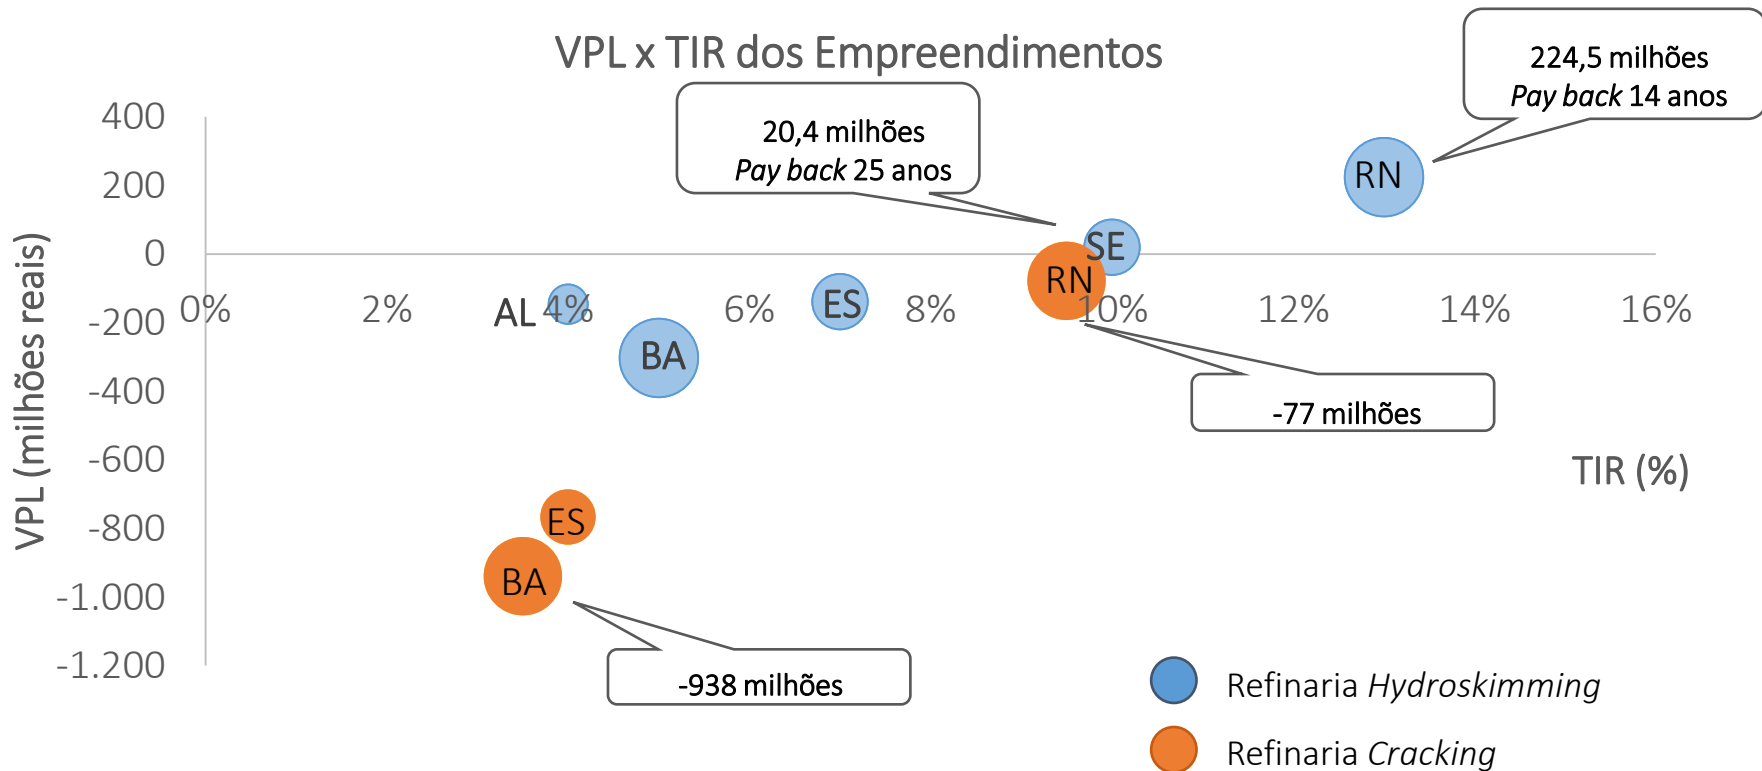 VPL x TIR dos Empreendimentos
224,5 milhões
Pay back 14 anos
20,4 milhões
Pay back 25 anos
400
200
0
-200
-400
-600
-800
-1.000
-1.200
VPL (milhões reais)
0%
2%
4%
6%
8%
10%
12%
14%
16%
RN
SE
RN
ES
AL
BA
ES
BA
-77 milhões
TIR (%)
-938 milhões
Refinaria Hydroskimming
Refinaria Cracking